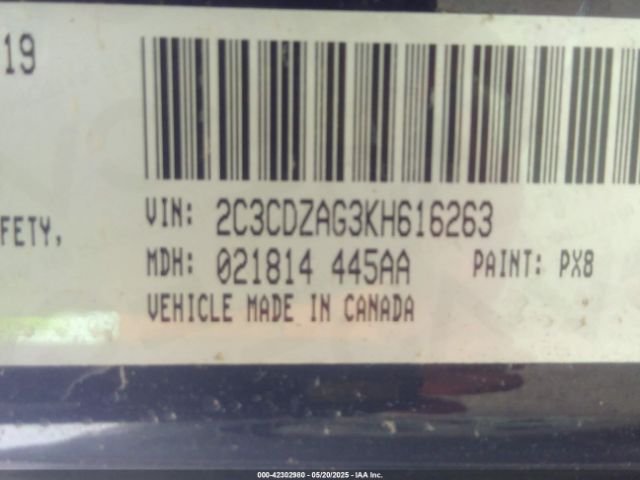 19
VIN: 2C3CDZAG3KH616263
FETY,
MDH: 021814 445AA PAINT: PX8
VEHICLE MADE IN CANADA
000-42302980 - 05/20/2025 - IAA Inc.